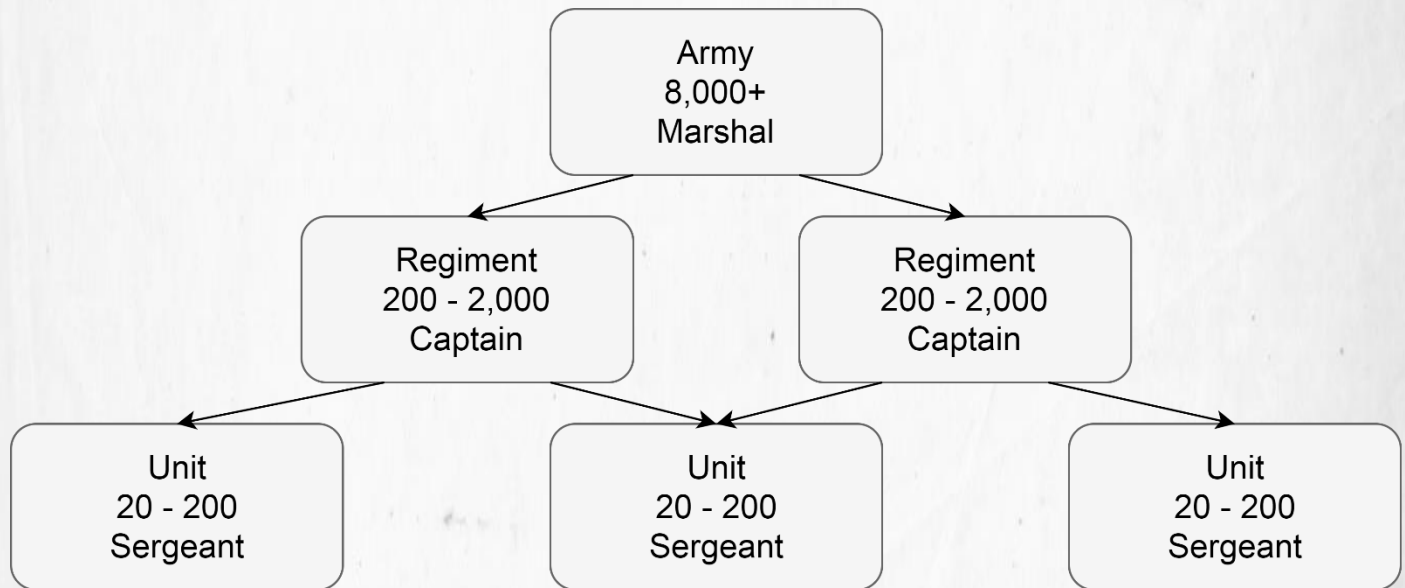 Army
8,000+
Marshal
Regiment
200 - 2,000
Captain
Regiment
200 - 2,000
Captain
Unit
20 - 200
Sergeant
Unit
20 - 200
Sergeant
Unit
20 - 200
Sergeant